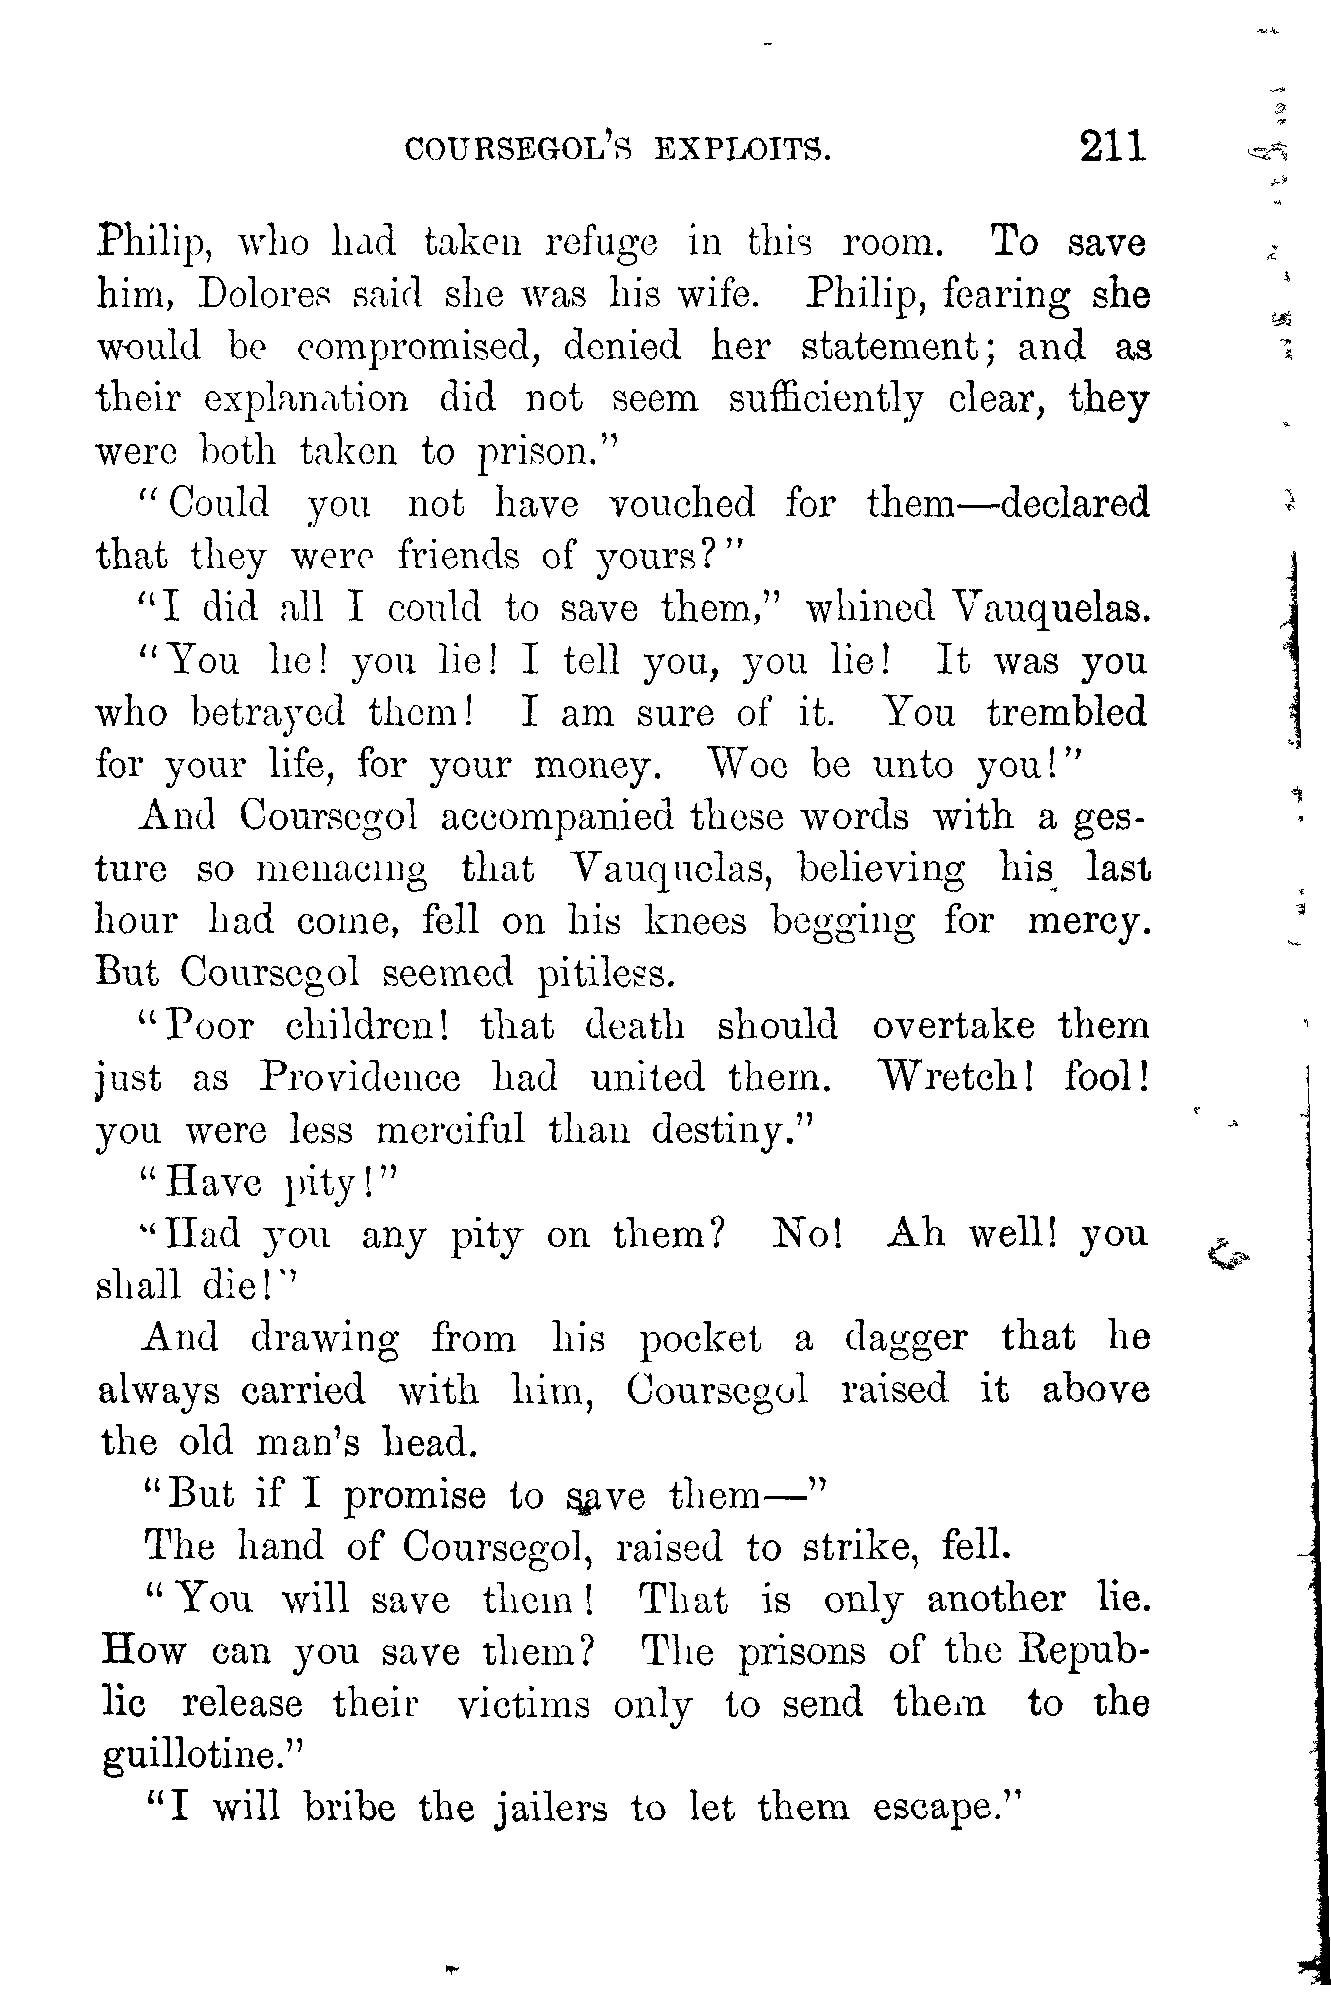 COURSEGOL'S EXPLOITS. 211
Philip, who had taken refuge in this room. To save
him, Dolores said she was his wife. Philip, fearing she
would be compromised, denied her statement; and as
their explanation did not seem sufficiently clear, they
were both taken to prison."
"Could you not have vouched for them—declared
that they were friends of yours?"
"I did all I could to save them," whined Vauquelas.
"You lie! you lie! I tell you, you lie! It was you
who betrayed them! I am sure of it. You trembled
for your life, for your money. Woe be unto you!"
And Coursegol accompanied these words with a ges-
ture so menacing that Vauquelas, believing his last
hour had come, fell on his knees begging for mercy.
But Coursegol seemed pitiless.
"Poor children! that death should overtake them
just as Providence had united them. Wretch! fool!
you were less merciful than destiny."
"Have pity!"
"Had you any pity on them? No! Ah well! you
shall die!"
And drawing from his pocket a dagger that he
always carried with him, Coursegol raised it above
the old man's head.
"But if I promise to save them—"
The hand of Coursegol, raised to strike, fell.
"You will save them! That is only another lie.
How can you save them? The prisons of the Repub-
lic release their victims only to send them to the
guillotine."
"I will bribe the jailers to let them escape."